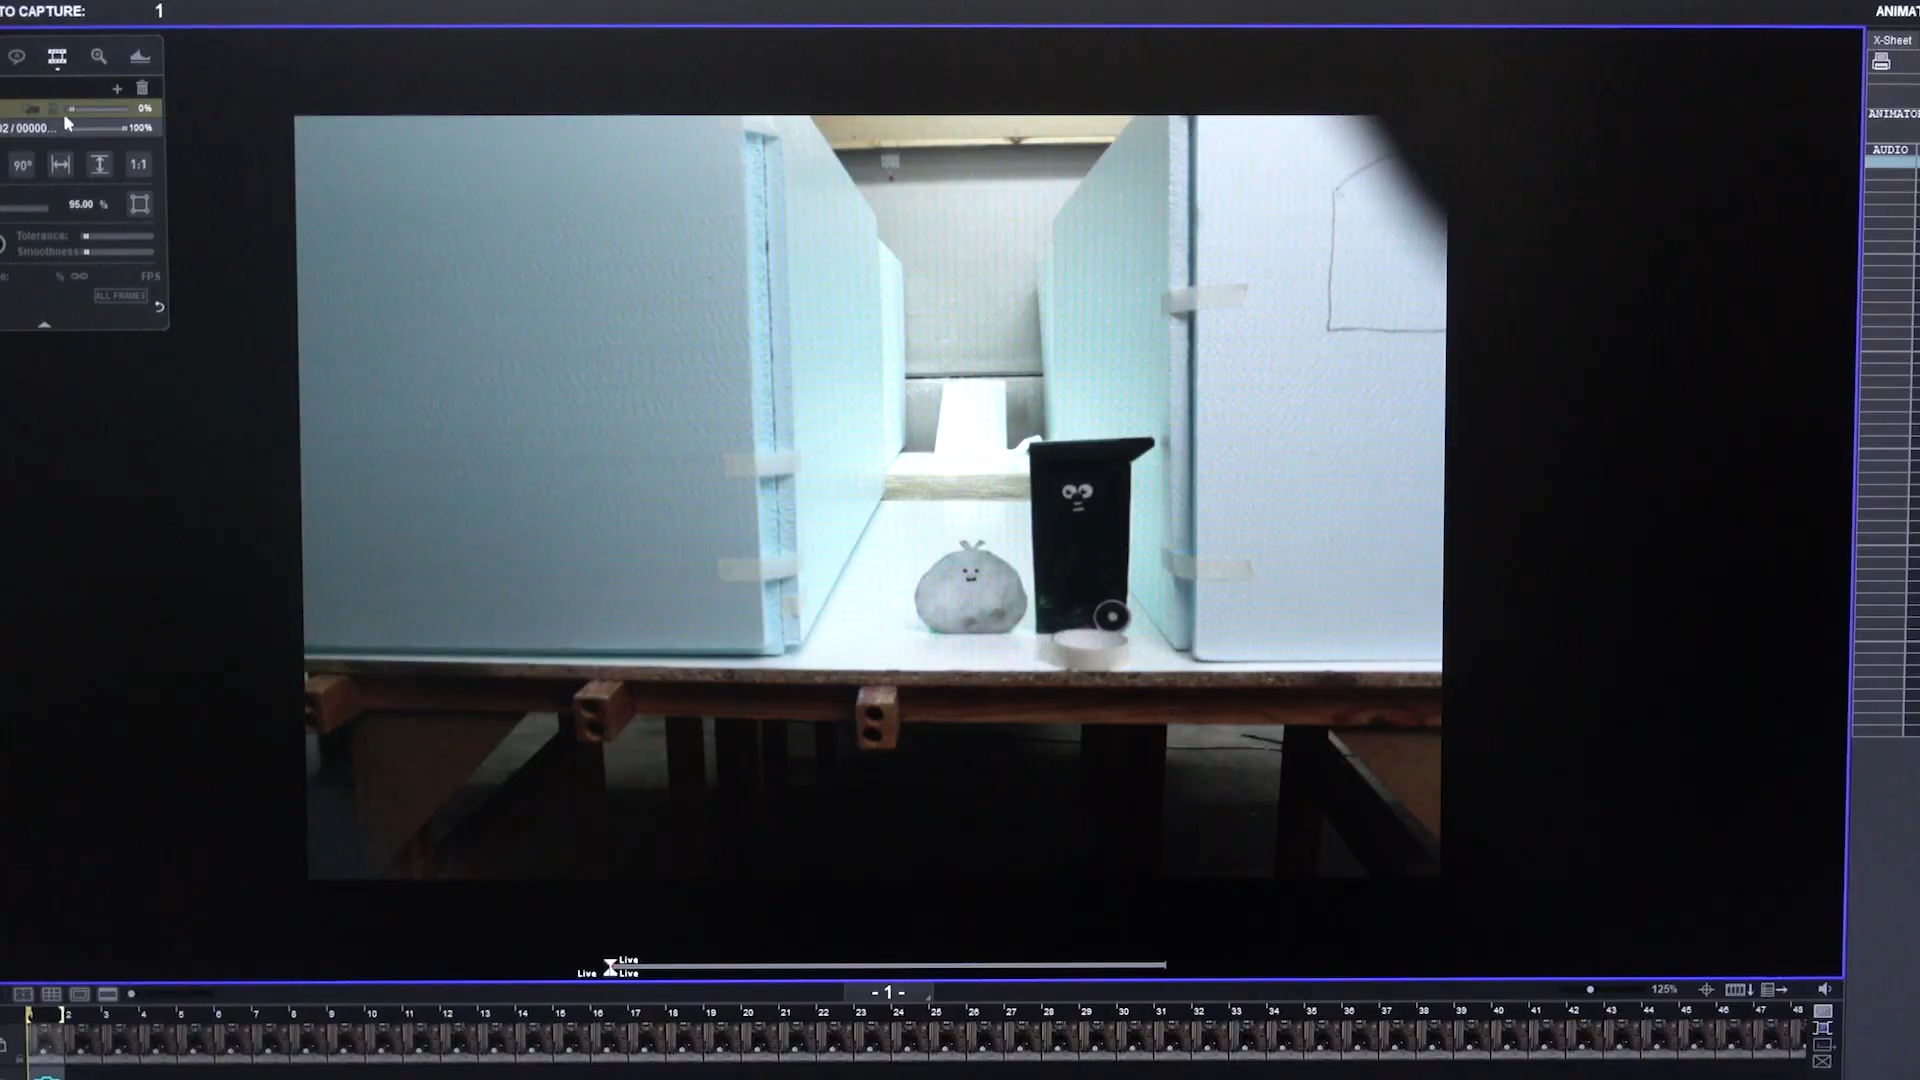 TO CAPTURE: 1
ANIMAT
X-Sheet
0%
02 / 00000... 100%
90° 1:1
95.00 %
Tolerance:
Smoothness:
e: % FPS
ALL FRAMES
ANIMATO
AUDIO
Live
Live Live
- 1 -
125%
2 3 4 5 6 7 8 9 10 11 12 13 14 15 16 17 18 19 20 21 22 23 24 25 26 27 28 29 30 31 32 33 34 35 36 37 38 39 40 41 42 43 44 45 46 47 48